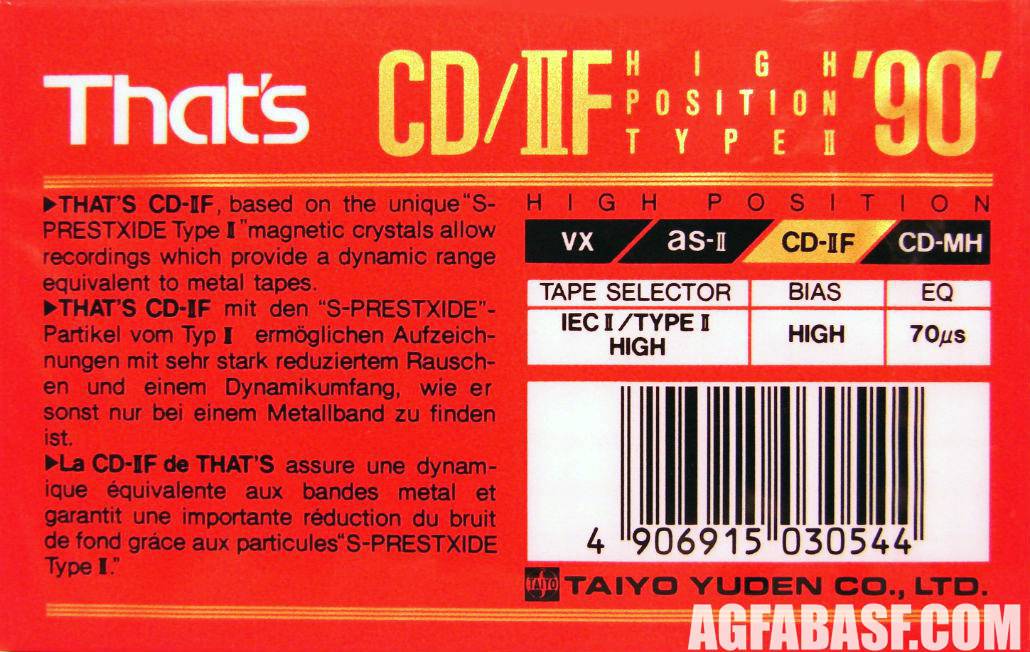 That's
CD/IIF
HIGH
POSITION
TYPE II
'90'
▶THAT'S CD-IIF, based on the unique "S-
PRESTXIDE Type II" magnetic crystals allow
recordings which provide a dynamic range
equivalent to metal tapes.
▶THAT'S CD-IIF mit den "S-PRESTXIDE"-
Partikel vom Typ II ermöglichen Aufzeich-
nungen mit sehr stark reduziertem Rausch-
en und einem Dynamikumfang, wie er
sonst nur bei einem Metallband zu finden
ist.
▶La CD-IIF de THAT'S assure une dynam-
ique équivalente aux bandes metal et
garantit une importante réduction du bruit
de fond gráce aux particules "S-PRESTXIDE
Type II."
HIGH POSITION
VX as-II CD-IIF CD-MH
TAPE SELECTOR BIAS EQ
IEC II/TYPE II
HIGH
HIGH
70µs
4 906915 030544
TAIYO TAIYO YUDEN CO., LTD.
AGFABASF.COM